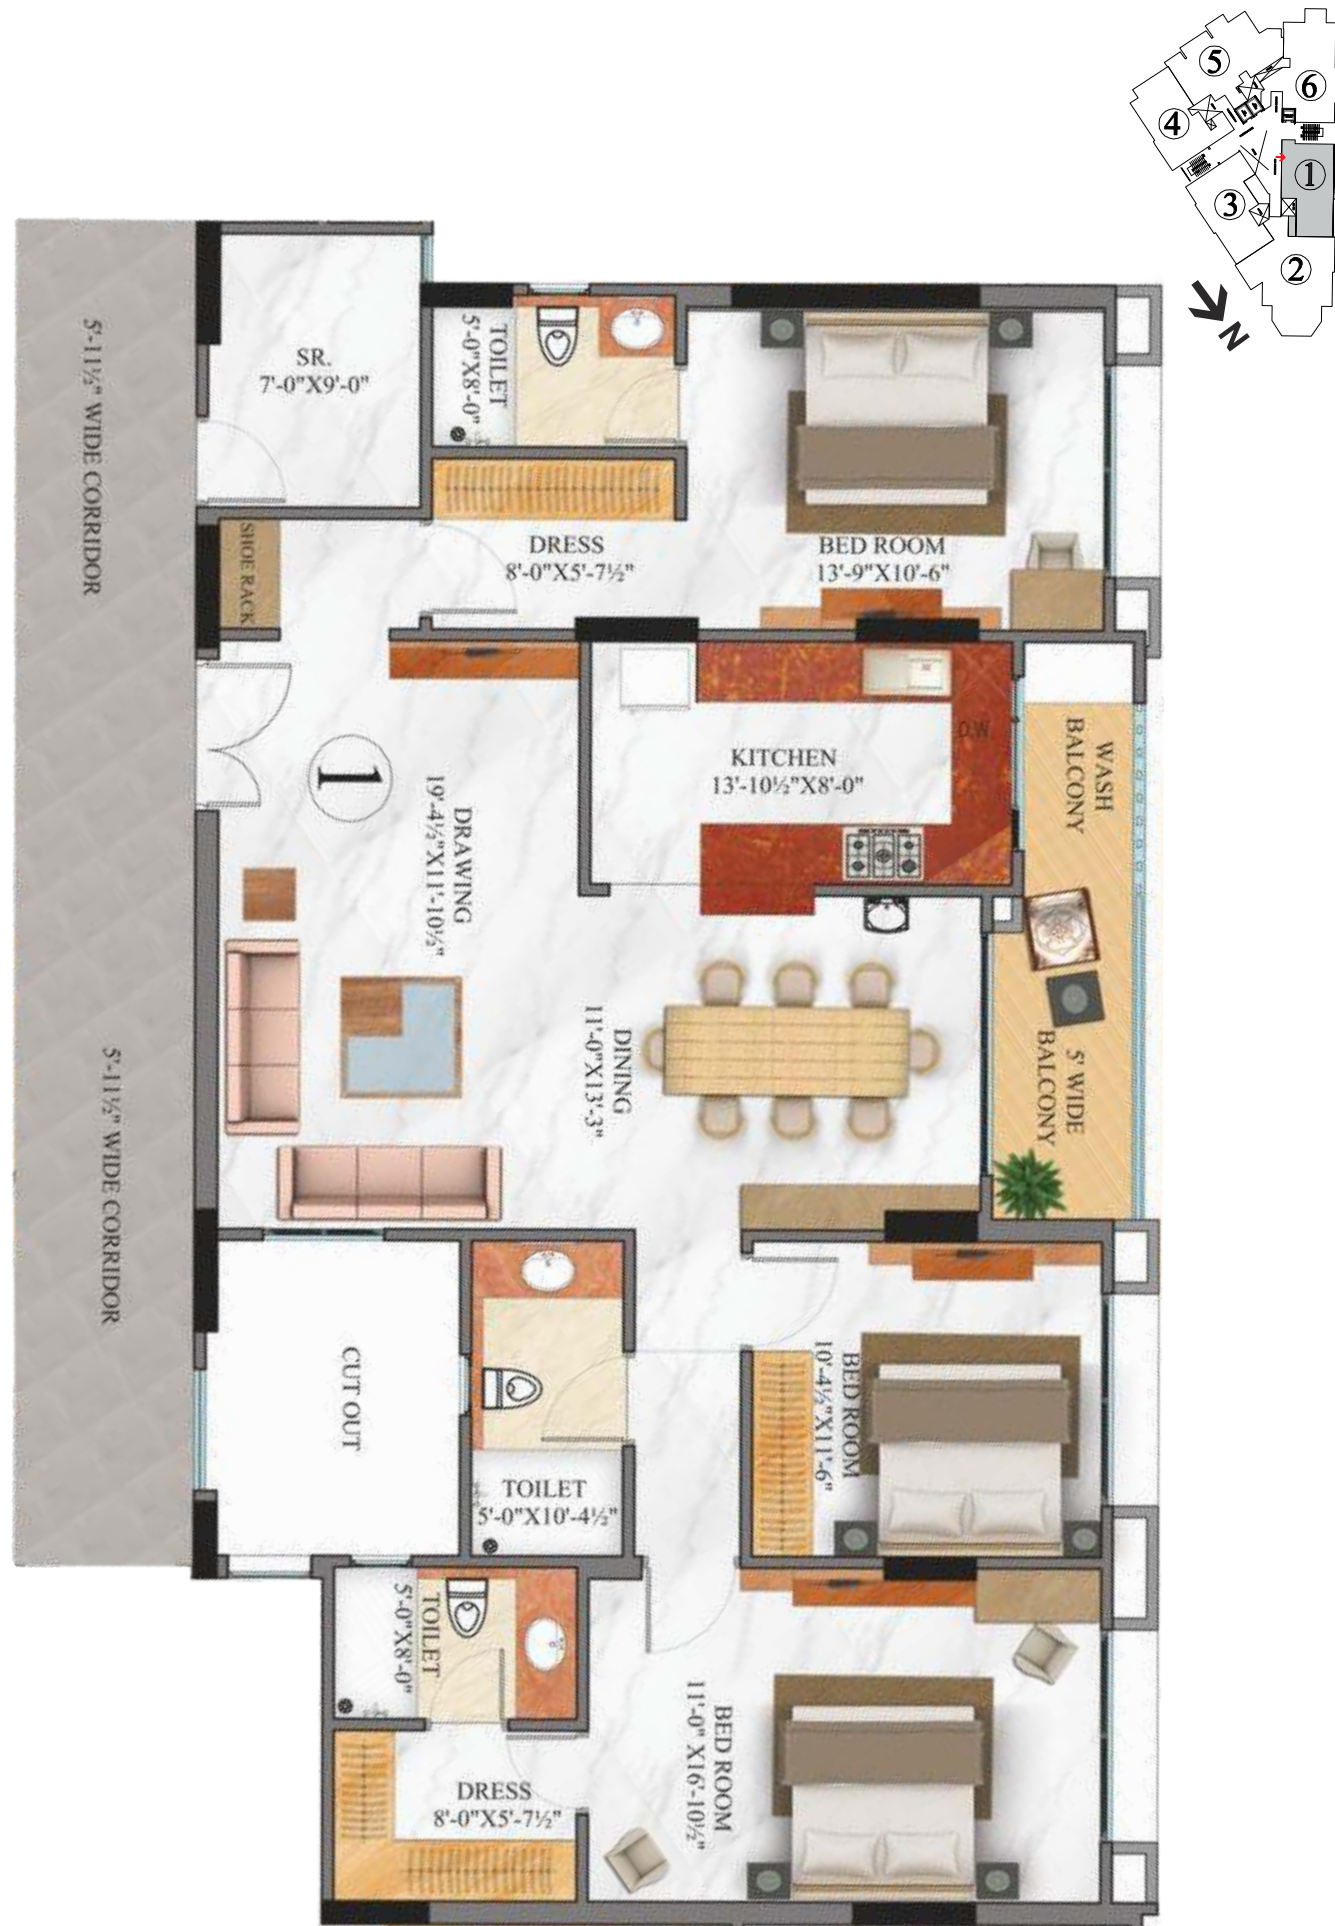 5
6
4
1
3
2
N
5'-11½" WIDE CORRIDOR
SR.
7'-0"X9'-0"
TOILET
5'-0"X8'-0"
SHOE RACK
DRESS
8'-0"X5'-7½"
BED ROOM
13'-9"X10'-6"
1
DRAWING
19'-4½"X11'-10½"
KITCHEN
13'-10½"X8'-0"
D.W.
WASH
BALCONY
DINING
11'-0"X13'-3"
5' WIDE
BALCONY
5'-11½" WIDE CORRIDOR
CUT OUT
TOILET
5'-0"X10'-4½"
BED ROOM
10'-4½"X11'-6"
TOILET
5'-0"X8'-0"
DRESS
8'-0"X5'-7½"
BED ROOM
11'-0" X16'-10½"